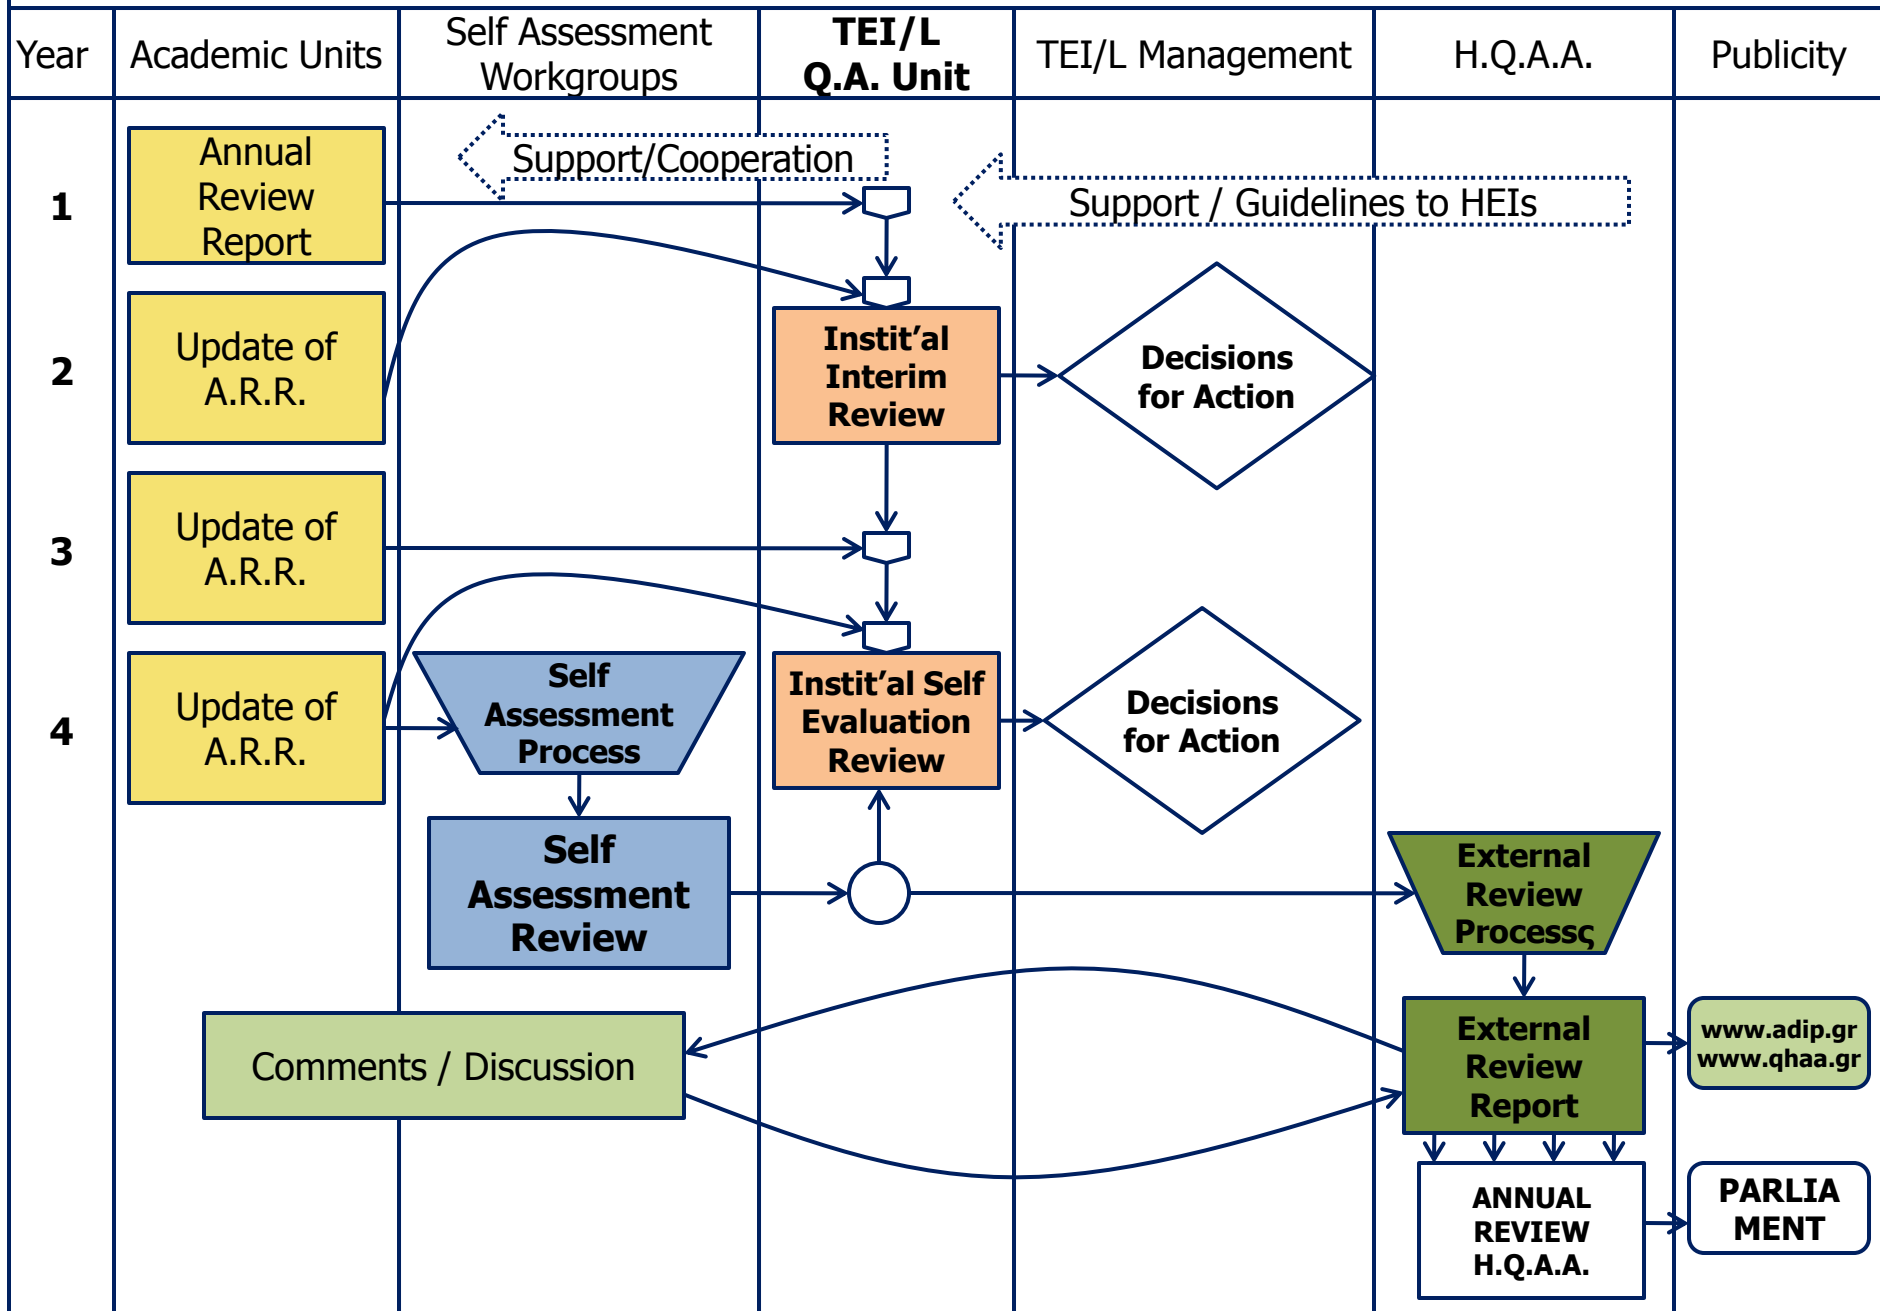 Year
Academic Units
Self Assessment
Workgroups
TEI/L
Q.A. Unit
TEI/L Management
H.Q.A.A.
Publicity
1
Annual
Review
Report
Support/Cooperation
Support / Guidelines to HEIs
2
Update of
A.R.R.
Instit’al
Interim
Review
Decisions
for Action
3
Update of
A.R.R.
4
Update of
A.R.R.
Self
Assessment
Process
Instit’al Self
Evaluation
Review
Decisions
for Action
Self
Assessment
Review
External
Review
Processς
Comments / Discussion
External
Review
Report
www.adip.gr
www.qhaa.gr
ANNUAL
REVIEW
H.Q.A.A.
PARLIA
MENT